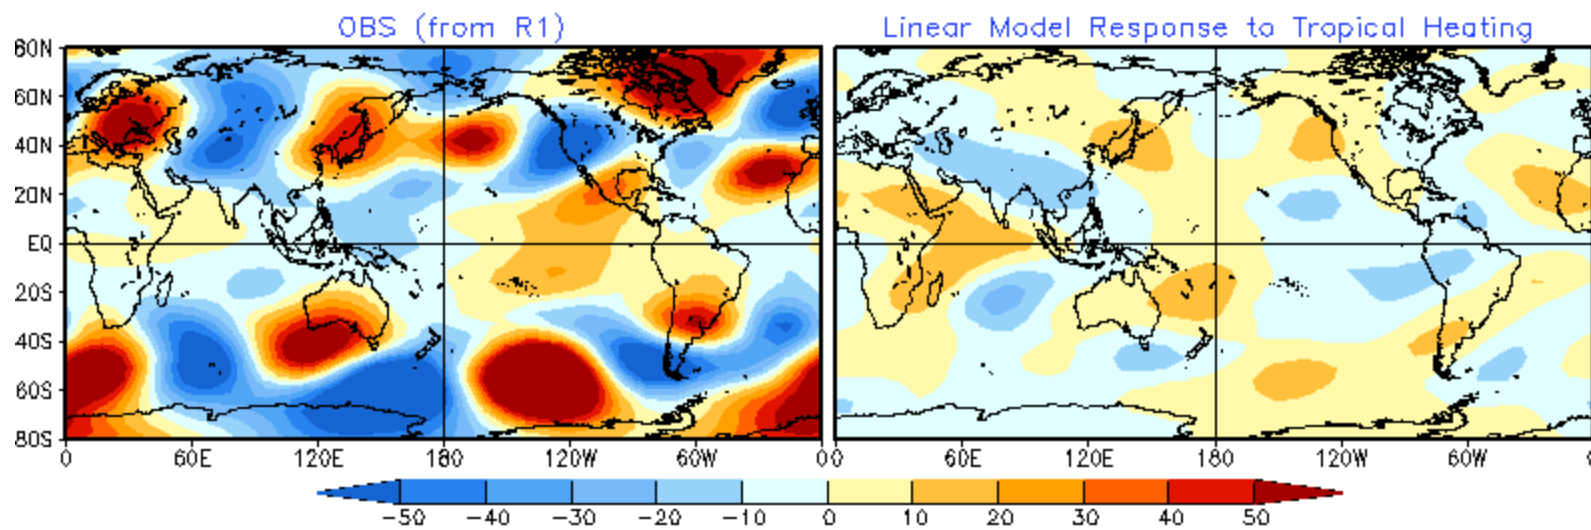 OBS (from R1)
Linear Model Response to Tropical Heating
80N
60N
40N
20N
EQ
20S
40S
60S
80S
0 60E 120E 180 120W 60W 0
0 60E 120E 180 120W 60W 0
-50 -40 -30 -20 -10 0 10 20 30 40 50